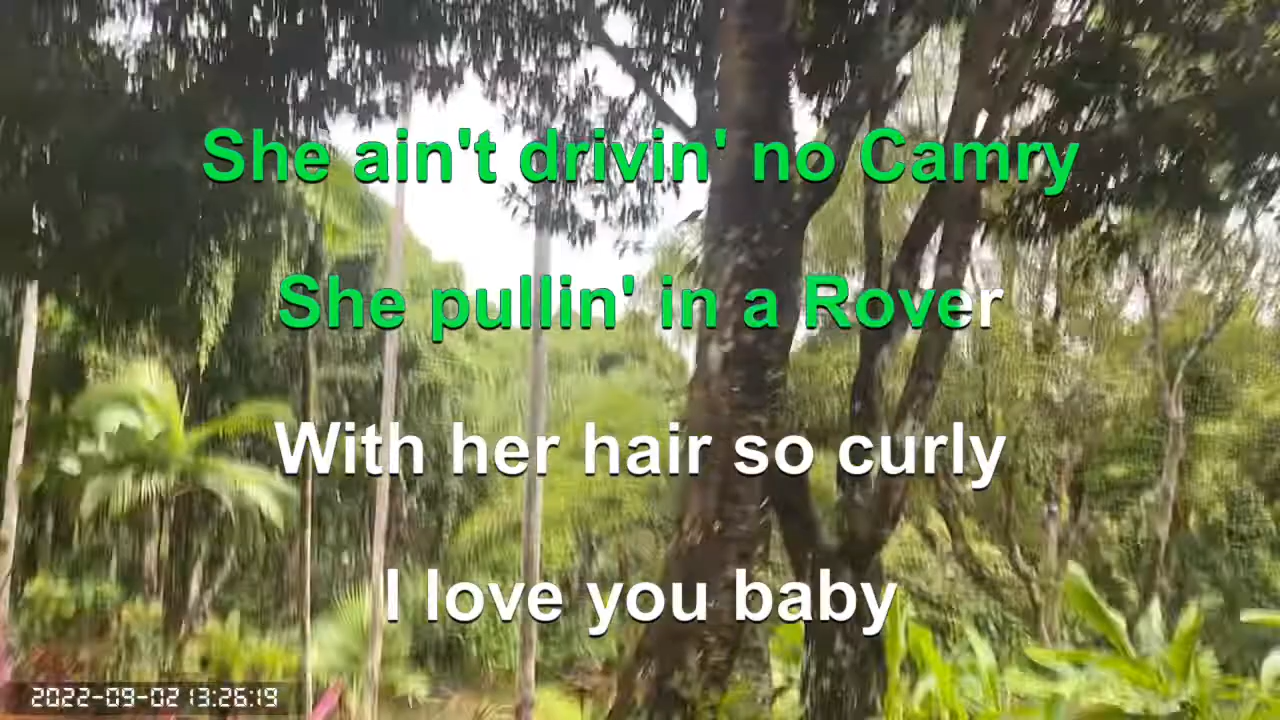 She ain't drivin' no Camry
She pullin' in a Rover
With her hair so curly
I love you baby
2022-09-02 13:26:19